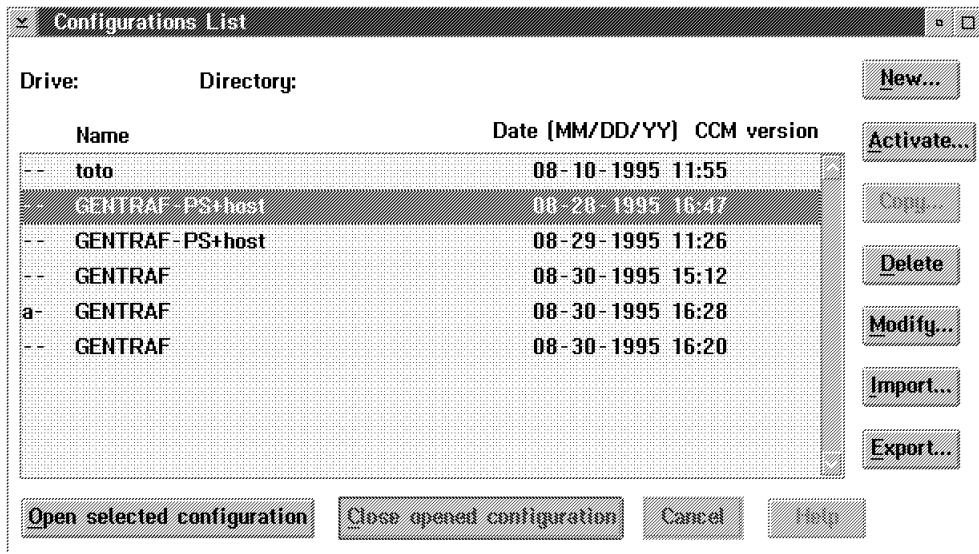 Configurations List
Drive: Directory:
New...
Name Date (MM/DD/YY) CCM version
Activate...
-- toto 08-10-1995 11:55
-- GENTRAF-PS+host 08-28-1995 16:47
Copy...
-- GENTRAF-PS+host 08-29-1995 11:26
Delete
-- GENTRAF 08-30-1995 15:12
a- GENTRAF 08-30-1995 16:28
Modify...
-- GENTRAF 08-30-1995 16:20
Import...
Export...
Open selected configuration Close opened configuration Cancel Help